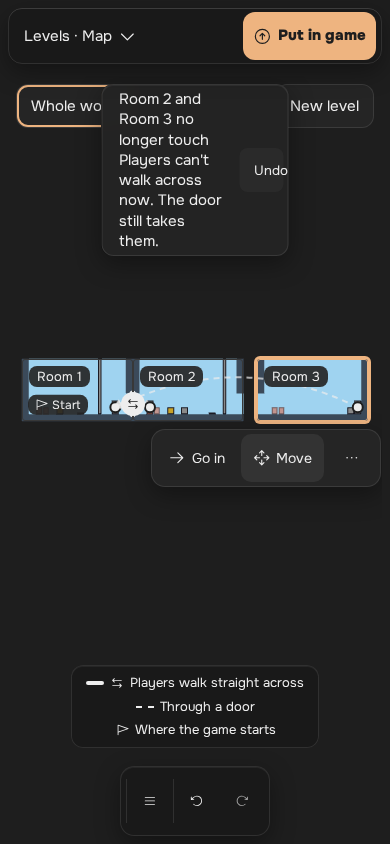 Levels · Map
Put in game
Whole wo
New level
Room 2 and
Room 3 no
longer touch
Players can't
walk across
now. The door
still takes
them.
Undo
Room 1
Room 2
Room 3
Start
Go in
Move
...
Players walk straight across
Through a door
Where the game starts